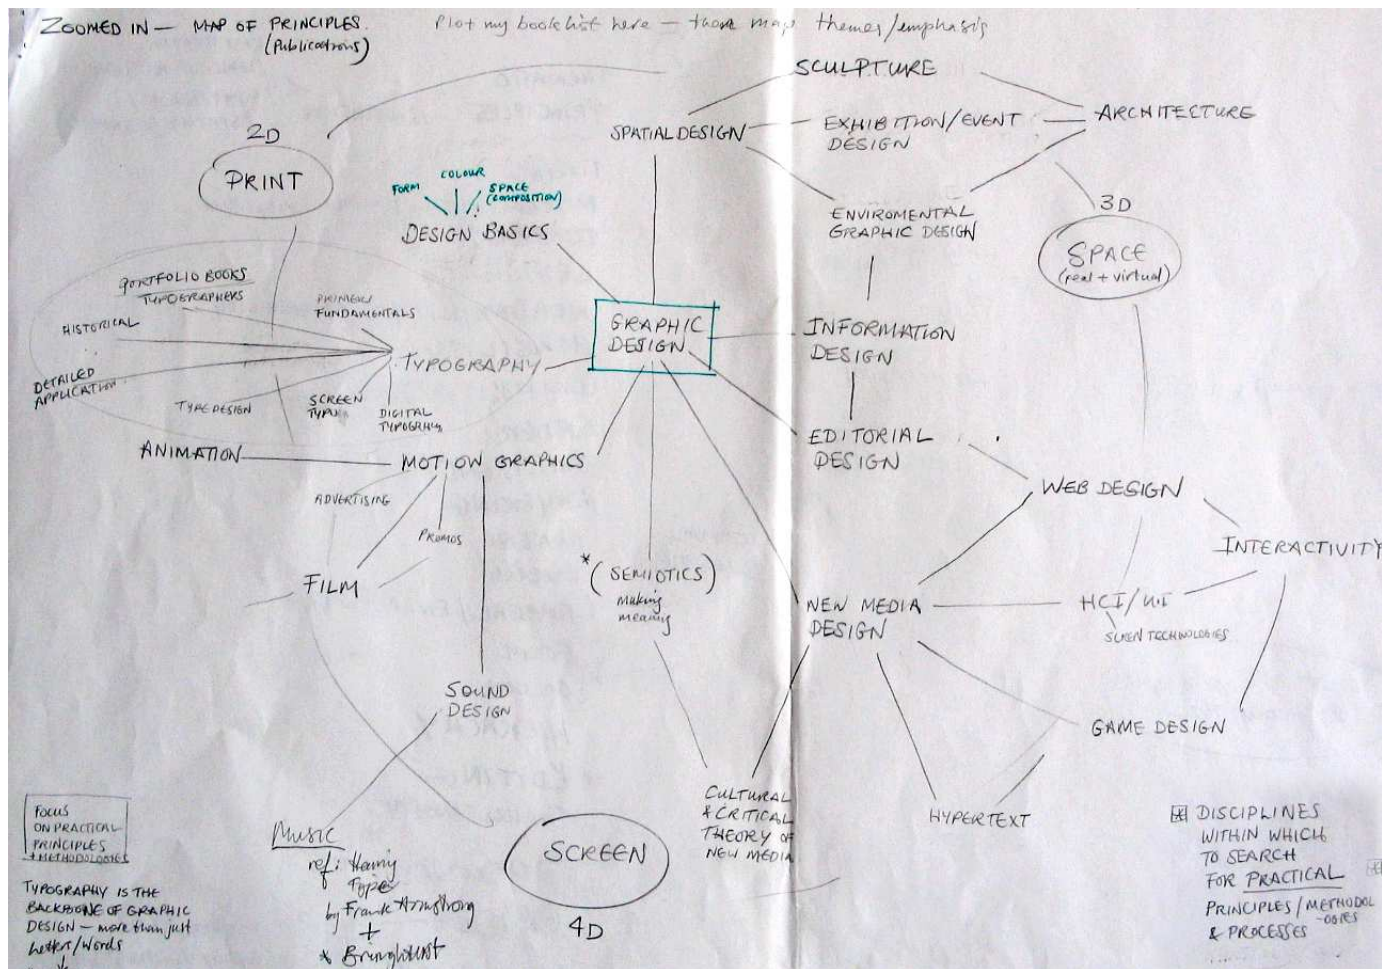 ZOOMED IN — MAP OF PRINCIPLES.
(Publications)
Plot my booklist here — then map themes/emphasis
SCULPTURE
ARCHITECTURE
SPATIAL DESIGN
EXHIBITION/EVENT
DESIGN
2D
PRINT
FORM
COLOUR
SPACE
(COMPOSITION)
DESIGN BASICS
ENVIROMENTAL
GRAPHIC DESIGN
3D
SPACE
(real + virtual)
PORTFOLIO BOOKS
TYPOGRAPHERS
PRIMERS
FUNDAMENTALS
HISTORICAL
GRAPHIC
DESIGN
INFORMATION
DESIGN
TYPOGRAPHY
DETAILED
APPLICATION
TYPE DESIGN
SCREEN
TYPO
DIGITAL
TYPOGRAPHY
EDITORIAL
DESIGN
ANIMATION
MOTION GRAPHICS
WEB DESIGN
ADVERTISING
PROMOS
INTERACTIVITY
FILM
* (SEMIOTICS)
making
meaning
NEW MEDIA
DESIGN
HCI/U.I
SCREEN TECHNOLOGIES
SOUND
DESIGN
GAME DESIGN
CULTURAL
& CRITICAL
THEORY OF
NEW MEDIA
HYPERTEXT
FOCUS
ON PRACTICAL
PRINCIPLES
+ METHODOLOGIES
TYPOGRAPHY IS THE
BACKBONE OF GRAPHIC
DESIGN — more than just
letters/words
Music
ref:
by Frank Armstrong
+
* Bringhurst
SCREEN
4D
* DISCIPLINES
WITHIN WHICH
TO SEARCH
FOR PRACTICAL
PRINCIPLES/METHODOL
-OGIES
& PROCESSES